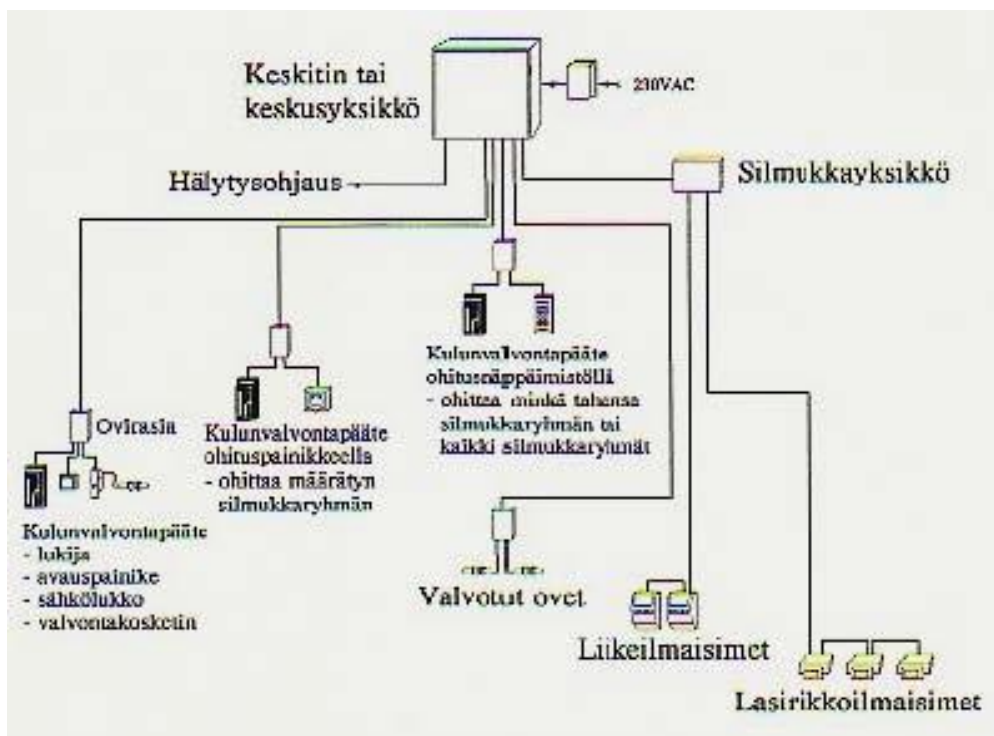 Keskitin tai
keskusyksikkö
230VAC
Hälytysohjaus
Silmukkayksikkö
Kulunvalvontapääte
ohitusnäppäimistöllä
- ohittaa minkä tahansa
silmukkaryhmän tai
kaikki silmukkaryhmät
Ovirasia
Kulunvalvontapääte
ohituspainikkeella
- ohittaa määrätyn
silmukkaryhmän
Kulunvalvontapääte
- lukija
- avauspainike
- sähkölukko
- valvontakosketin
Valvotut ovet
Liikeilmaisimet
Lasirikkoilmaisimet